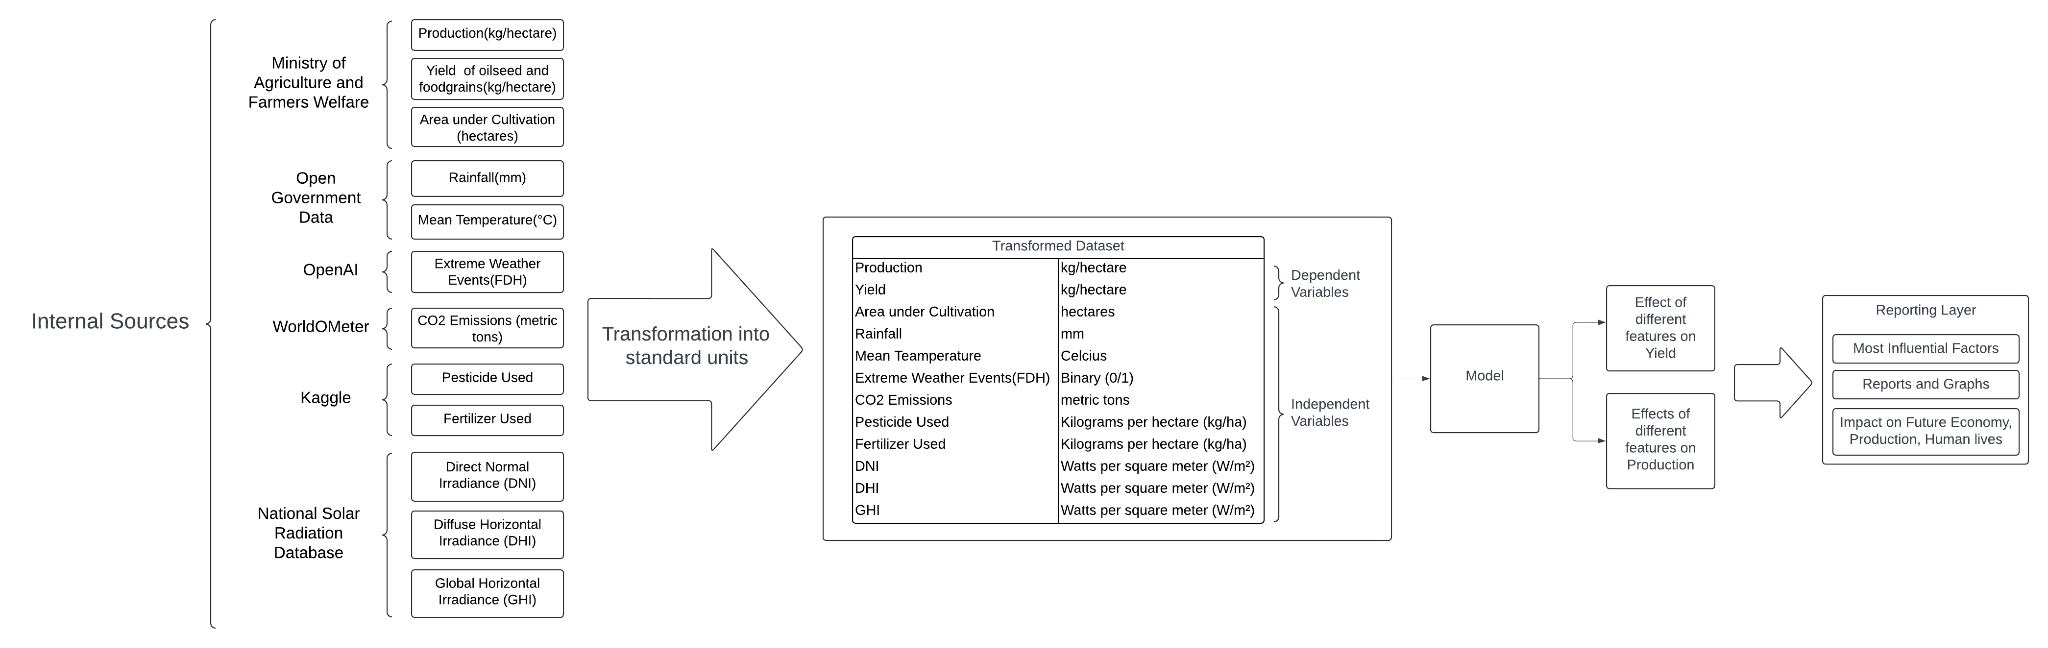 Internal Sources
Ministry of
Agriculture and
Farmers Welfare
Production(kg/hectare)
Yield of oilseed and
foodgrains(kg/hectare)
Area under Cultivation
(hectares)
Open
Government
Data
Rainfall(mm)
Mean Temperature(°C)
OpenAI
Extreme Weather
Events(FDH)
WorldOMeter
CO2 Emissions (metric
tons)
Kaggle
Pesticide Used
Fertilizer Used
National Solar
Radiation
Database
Direct Normal
Irradiance (DNI)
Diffuse Horizontal
Irradiance (DHI)
Global Horizontal
Irradiance (GHI)
Transformation into
standard units
Transformed Dataset
Production kg/hectare
Yield kg/hectare
Area under Cultivation hectares
Rainfall mm
Mean Teamperature Celcius
Extreme Weather Events(FDH) Binary (0/1)
CO2 Emissions metric tons
Pesticide Used Kilograms per hectare (kg/ha)
Fertilizer Used Kilograms per hectare (kg/ha)
DNI Watts per square meter (W/m²)
DHI Watts per square meter (W/m²)
GHI Watts per square meter (W/m²)
Dependent
Variables
Independent
Variables
Model
Effect of
different
features on
Yield
Effects of
different
features on
Production
Reporting Layer
Most Influential Factors
Reports and Graphs
Impact on Future Economy,
Production, Human lives